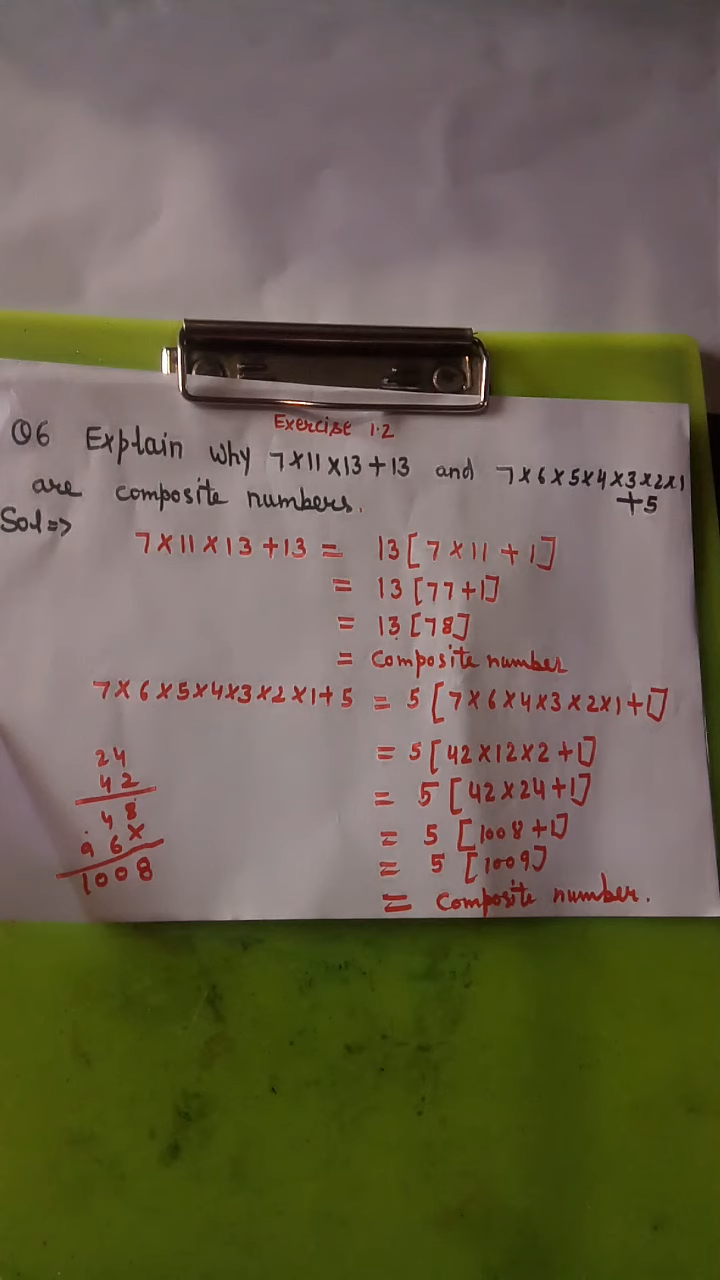 Exercise 1.2
Q6 Explain why 7×11×13+13 and 7×6×5×4×3×2×1
+5
are composite numbers.
Sol=>
7×11×13+13 = 13[7×11+1]
= 13[77+1]
= 13[78]
= Composite number
7×6×5×4×3×2×1+5 = 5[7×6×4×3×2×1+1]
= 5[42×12×2+1]
= 5[42×24+1]
= 5[1008+1]
= 5[1009]
= Composite number.
24
42
48
96×
1008